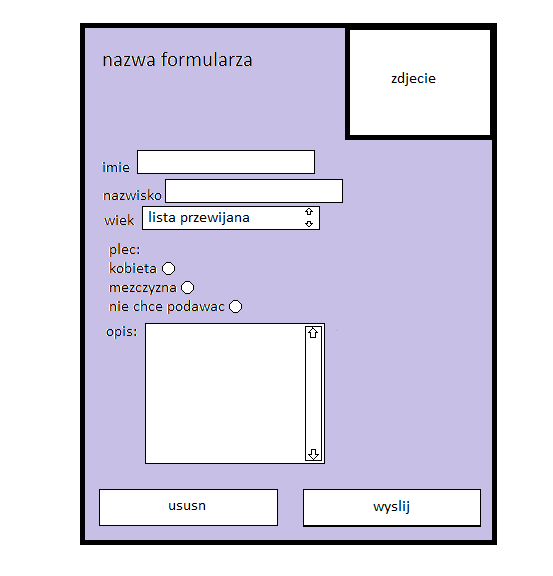 nazwa formularza
zdjecie
imie
nazwisko
wiek lista przewijana
plec:
kobieta
mezczyzna
nie chce podawac
opis:
ususn wyslij